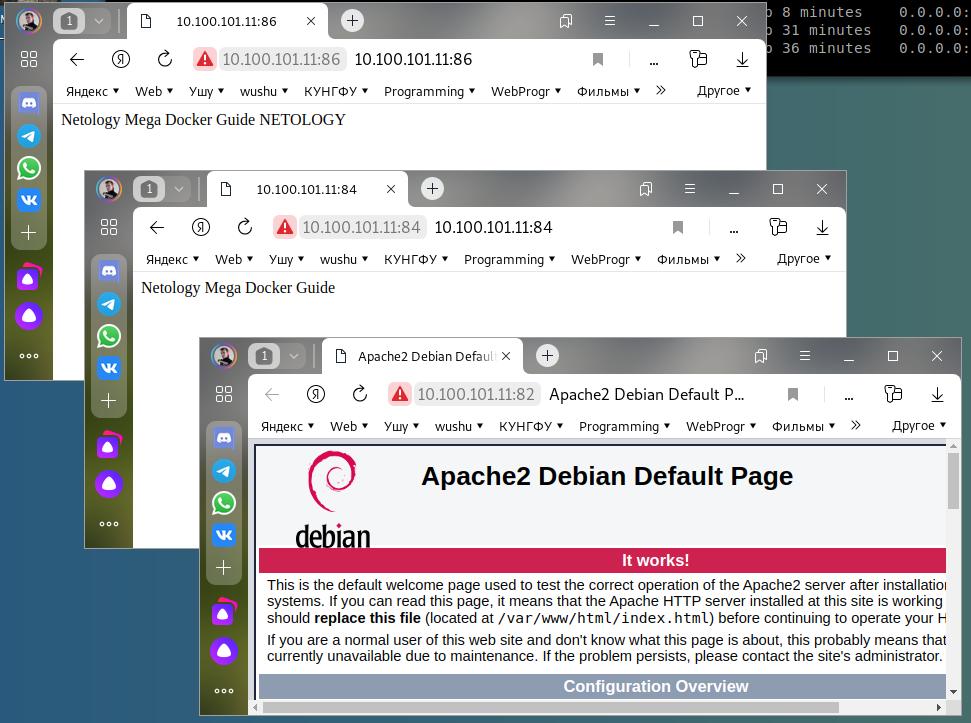 8 minutes 0.0.0.0:
31 minutes 0.0.0.0:
36 minutes 0.0.0.0:
1 10.100.101.11:86
Я 10.100.101.11:86 10.100.101.11:86 ...
Яндекс Web Ушу wushu КУНГФУ Programming WebProgr Фильмы » Другое
Netology Mega Docker Guide NETOLOGY
1 10.100.101.11:84
Я 10.100.101.11:84 10.100.101.11:84 ...
Яндекс Web Ушу wushu КУНГФУ Programming WebProgr Фильмы » Другое
Netology Mega Docker Guide
1 Apache2 Debian Defaul
Я 10.100.101.11:82 Apache2 Debian Default P... ...
Яндекс Web Ушу wushu КУНГФУ Programming WebProgr Фильмы » Другое
debian
Apache2 Debian Default Page
It works!
This is the default welcome page used to test the correct operation of the Apache2 server after installation
systems. If you can read this page, it means that the Apache HTTP server installed at this site is working
should replace this file (located at /var/www/html/index.html) before continuing to operate your H
If you are a normal user of this web site and don't know what this page is about, this probably means that
currently unavailable due to maintenance. If the problem persists, please contact the site's administrator.
Configuration Overview